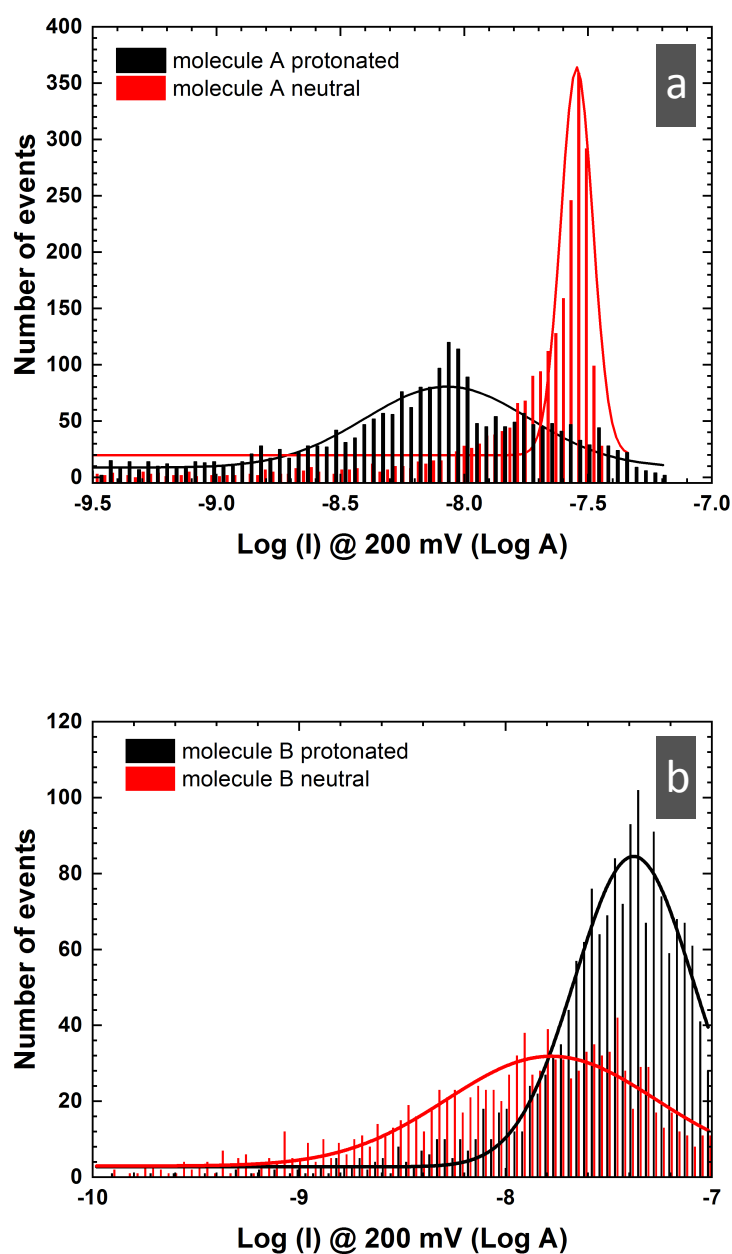 400
350
300
250
200
150
100
50
0
Number of events
molecule A protonated
molecule A neutral
a
-9.5 -9.0 -8.5 -8.0 -7.5 -7.0
Log (I) @ 200 mV (Log A)
120
100
80
60
40
20
0
Number of events
molecule B protonated
molecule B neutral
b
-10 -9 -8 -7
Log (I) @ 200 mV (Log A)